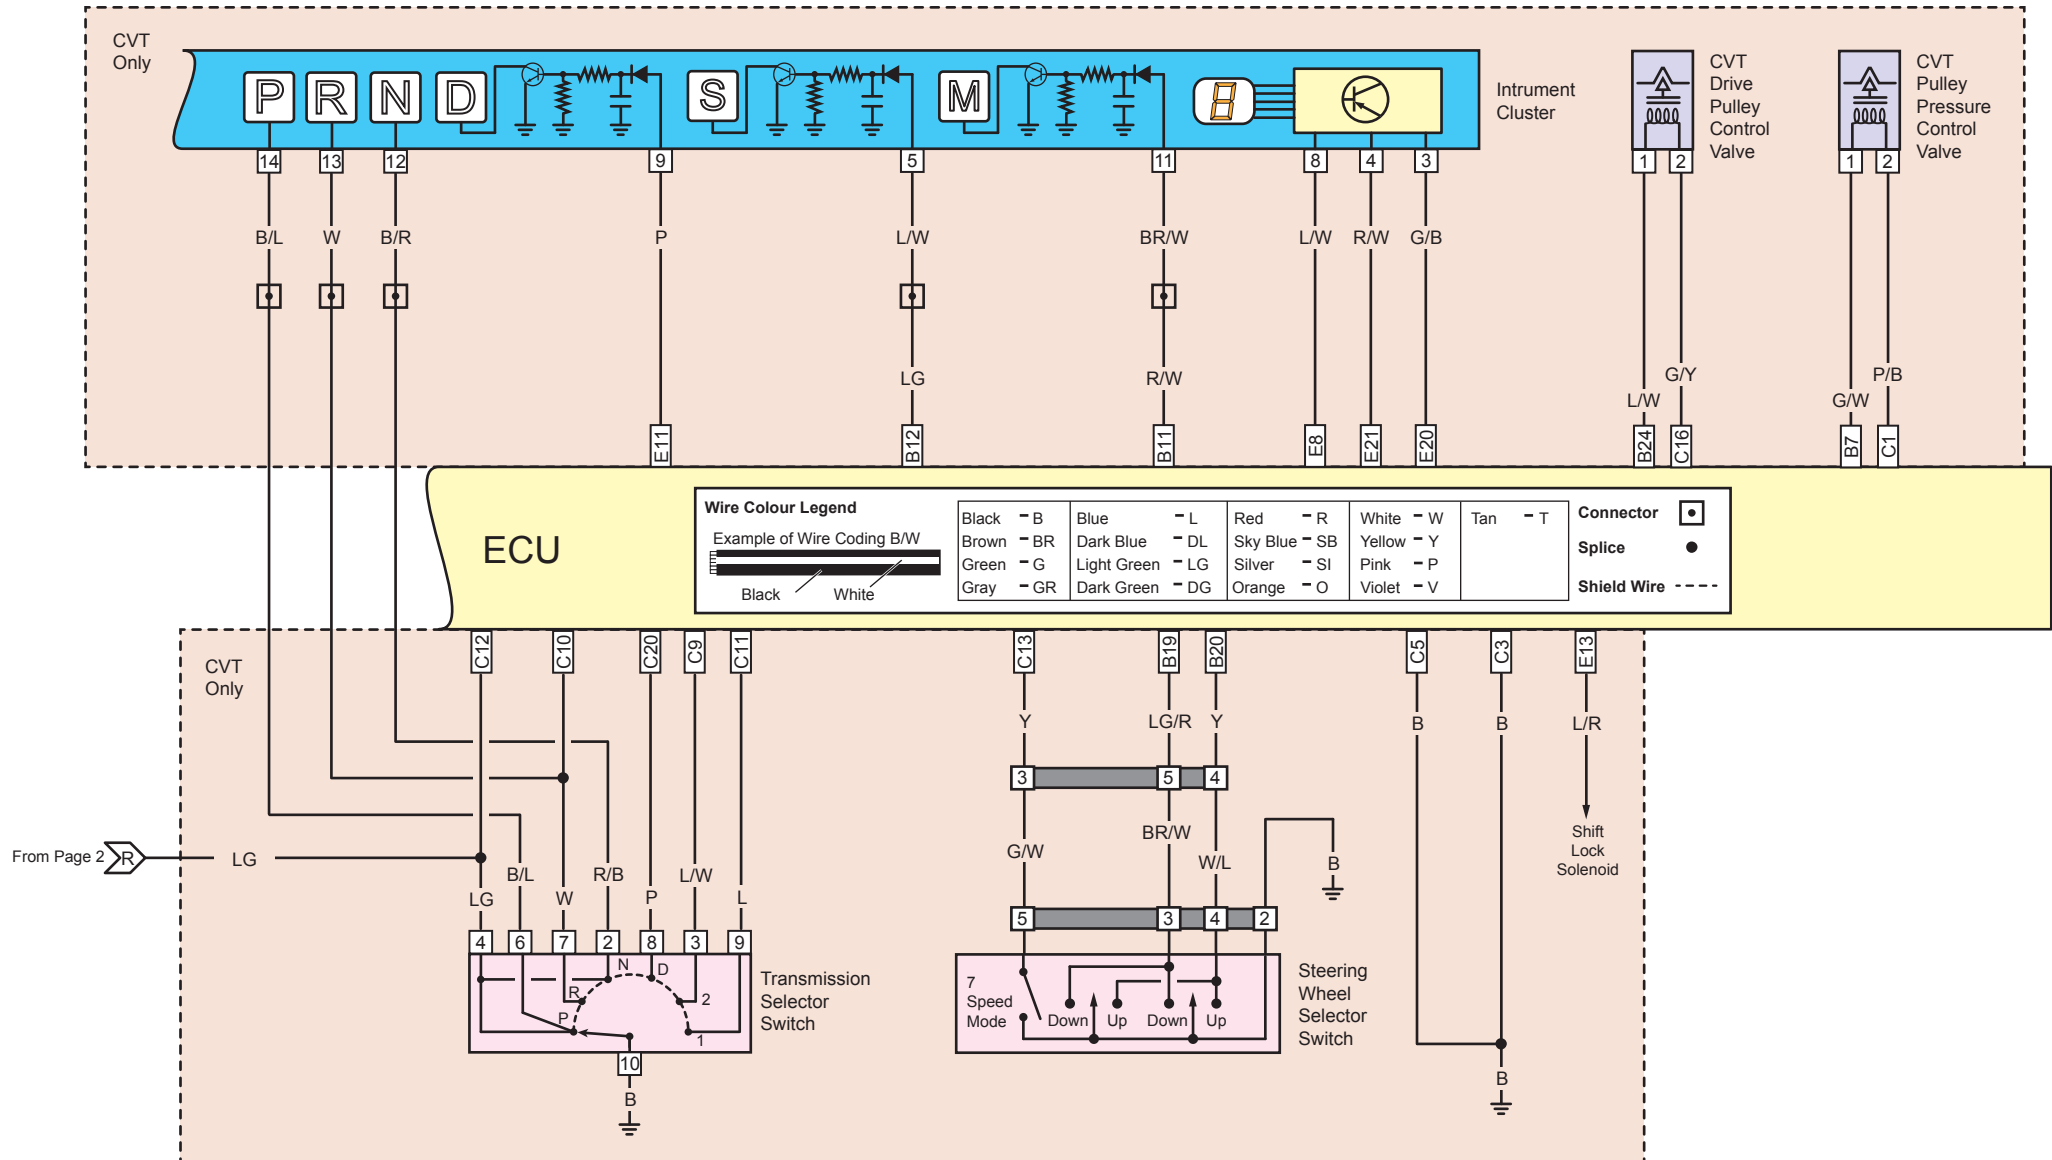 CVT
Only
P R N D S M 8
Intrument
Cluster
CVT
Drive
Pulley
Control
Valve
CVT
Pulley
Pressure
Control
Valve
14 13 12 9 5 11 8 4 3 1 2 1 2
B/L W B/R P L/W BR/W L/W R/W G/B
LG R/W G/Y P/B
L/W G/W
E11 B12 B11 E8 E21 E20 B24 C16 B7 C1
ECU
Wire Colour Legend
Example of Wire Coding B/W
Black White
Black - B
Brown - BR
Green - G
Gray - GR
Blue - L
Dark Blue - DL
Light Green - LG
Dark Green - DG
Red - R
Sky Blue - SB
Silver - SI
Orange - O
White - W
Yellow - Y
Pink - P
Violet - V
Tan - T
Connector
Splice
Shield Wire
C12 C10 C20 C9 C11 C13 B19 B20 C5 C3 E13
CVT
Only
Y LG/R Y B B L/R
3 5 4
BR/W
G/W W/L B
Shift
Lock
Solenoid
From Page 2 R LG
B/L R/B L/W
LG W P L
4 6 7 2 8 3 9
5 3 4 2
N D
R 2
P 1
10
B
Transmission
Selector
Switch
7
Speed
Mode
Down Up Down Up
Steering
Wheel
Selector
Switch
B